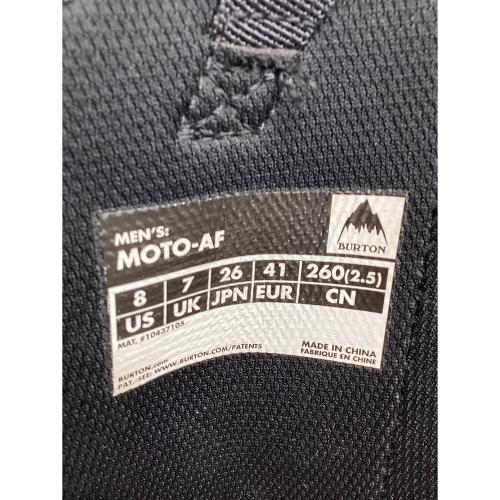 MEN'S:
MOTO-AF
BURTON
8 7 26 41 260(2.5)
US UK JPN EUR CN
MAT. #10437105
BURTON.com
PAT.-SEE: WWW.BURTON.COM/PATENTS
MADE IN CHINA
FABRIQUE EN CHINE